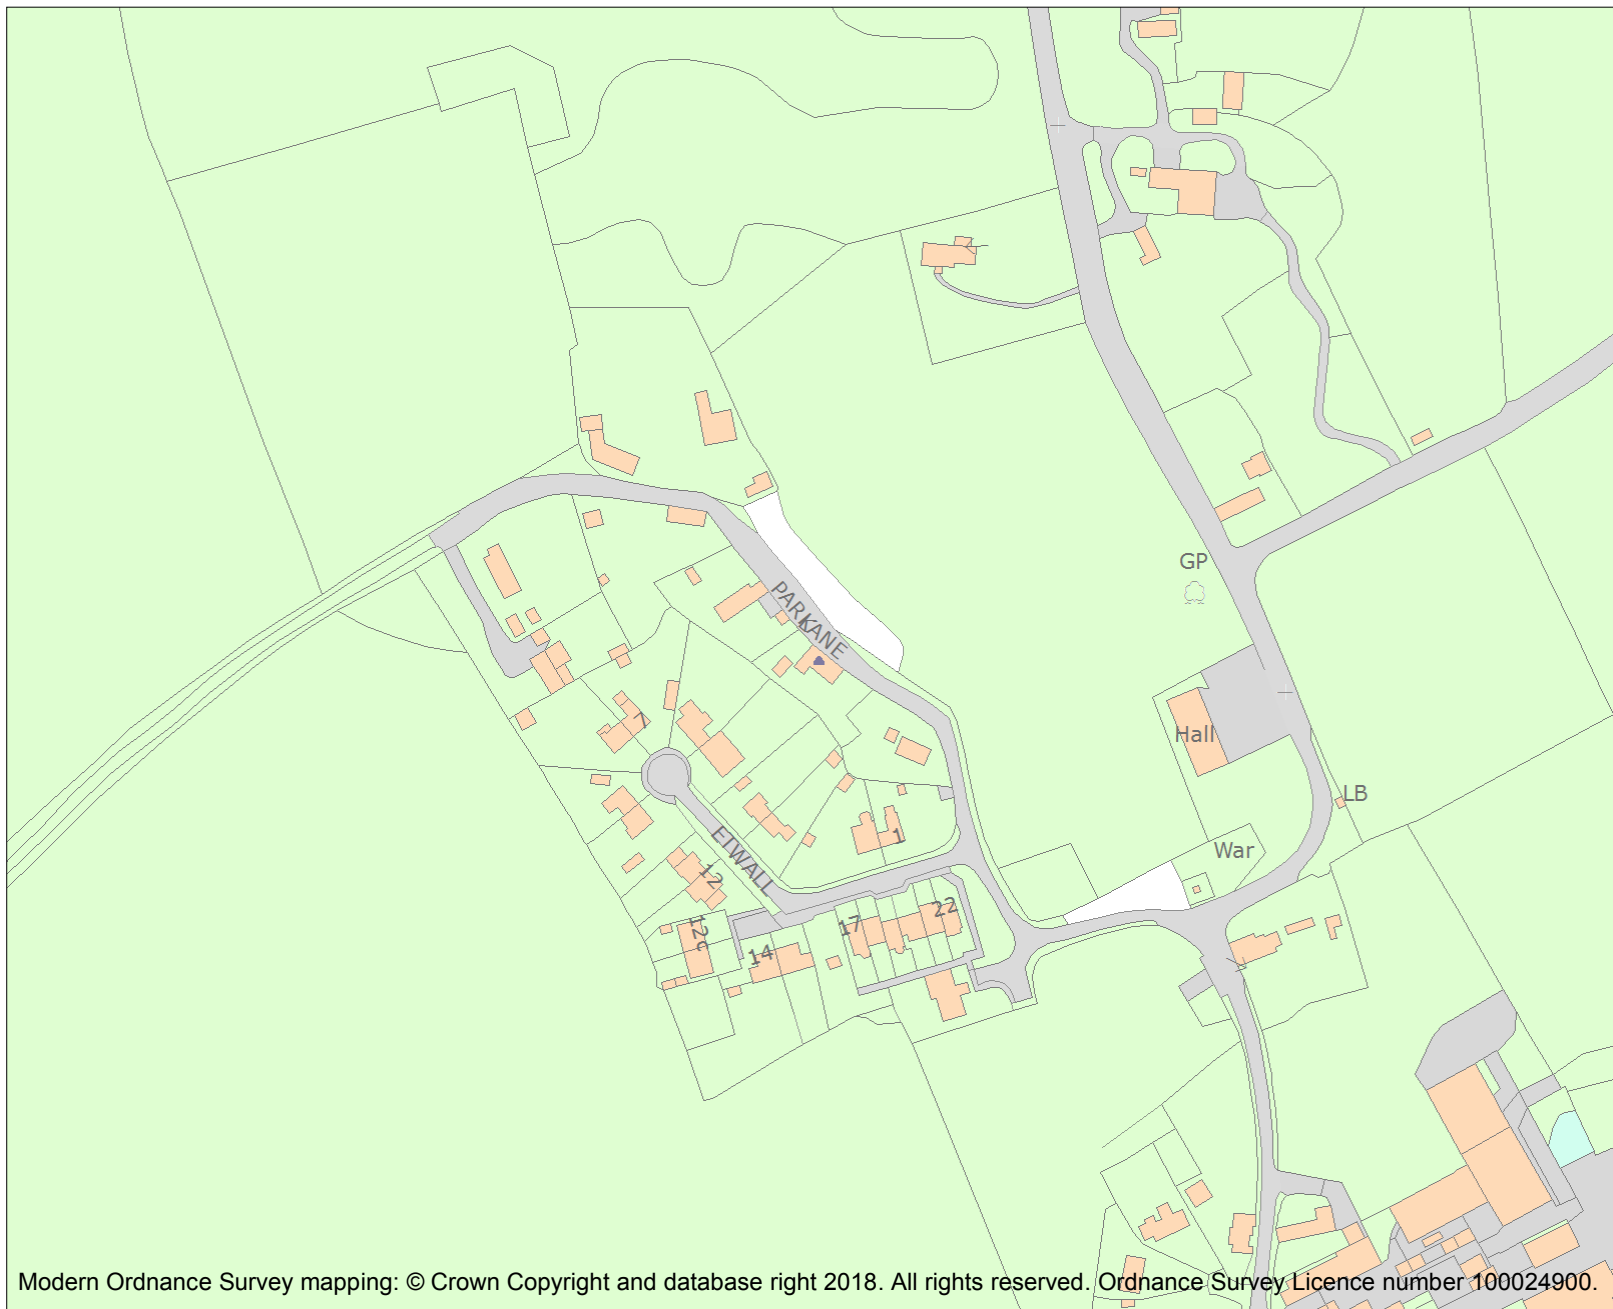 GP
PARK LANE
7
Hall
LB
1
War
ETWALL
12
22
17
12c
14
Modern Ordnance Survey mapping: © Crown Copyright and database right 2018. All rights reserved. Ordnance Survey Licence number 100024900.